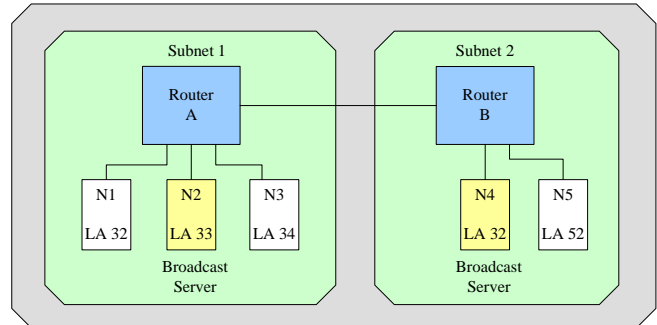 Subnet 1
Subnet 2
Router
A
Router
B
N1
N2
N3
N4
N5
LA 32
LA 33
LA 34
LA 32
LA 52
Broadcast
Server
Broadcast
Server